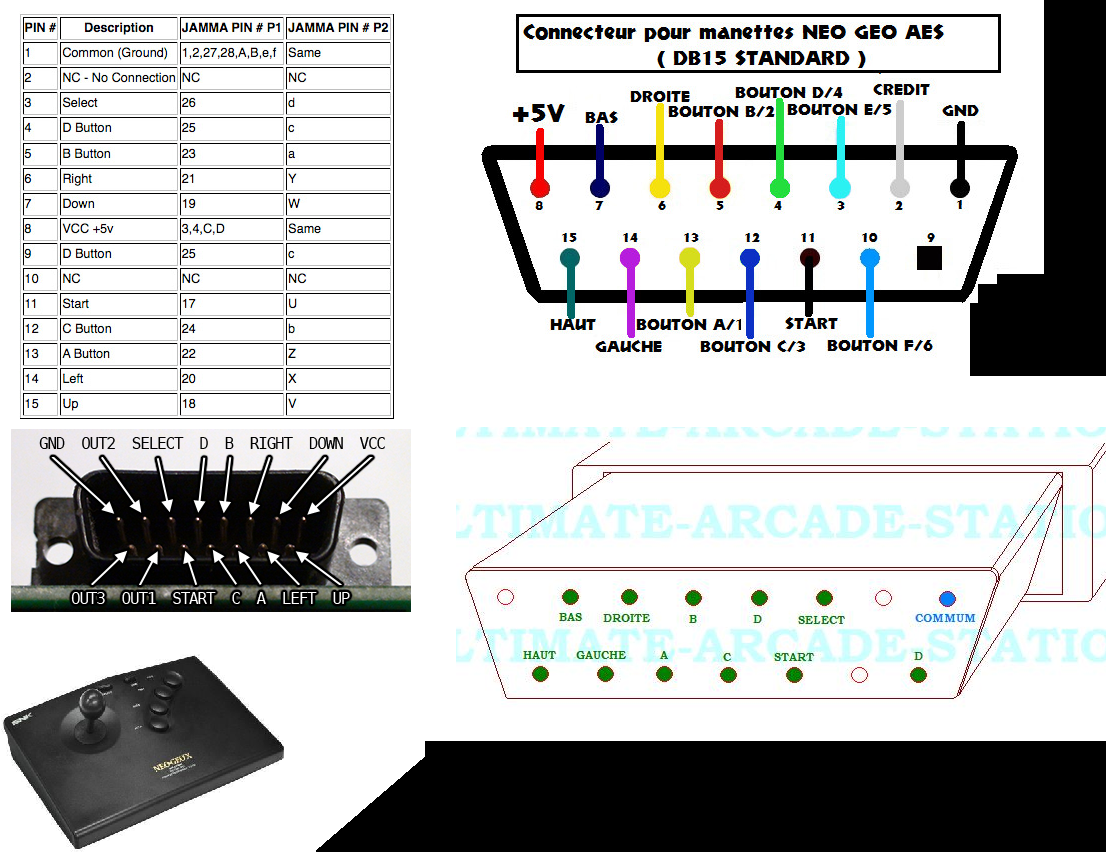 PIN # Description JAMMA PIN # P1 JAMMA PIN # P2
1 Common (Ground) 1,2,27,28,A,B,e,f Same
2 NC - No Connection NC NC
3 Select 26 d
4 D Button 25 c
5 B Button 23 a
6 Right 21 Y
7 Down 19 W
8 VCC +5v 3,4,C,D Same
9 D Button 25 c
10 NC NC NC
11 Start 17 U
12 C Button 24 b
13 A Button 22 Z
14 Left 20 X
15 Up 18 V
Connecteur pour manettes NEO GEO AES
( DB15 STANDARD )
+5V BAS DROITE BOUTON B/2 BOUTON D/4 BOUTON E/5 CREDIT GND
8 7 6 5 4 3 2 1
15 14 13 12 11 10 9
HAUT BOUTON A/1 START
GAUCHE BOUTON C/3 BOUTON F/6
GND OUT2 SELECT D B RIGHT DOWN VCC
OUT3 OUT1 START C A LEFT UP
LTIMATE-ARCADE-STATIO
LTIMATE-ARCADE-STATIO
BAS DROITE B D SELECT COMMUM
LTIMATE-ARCADE-STATIO
HAUT GAUCHE A C START D
SNK
NEO•GEO